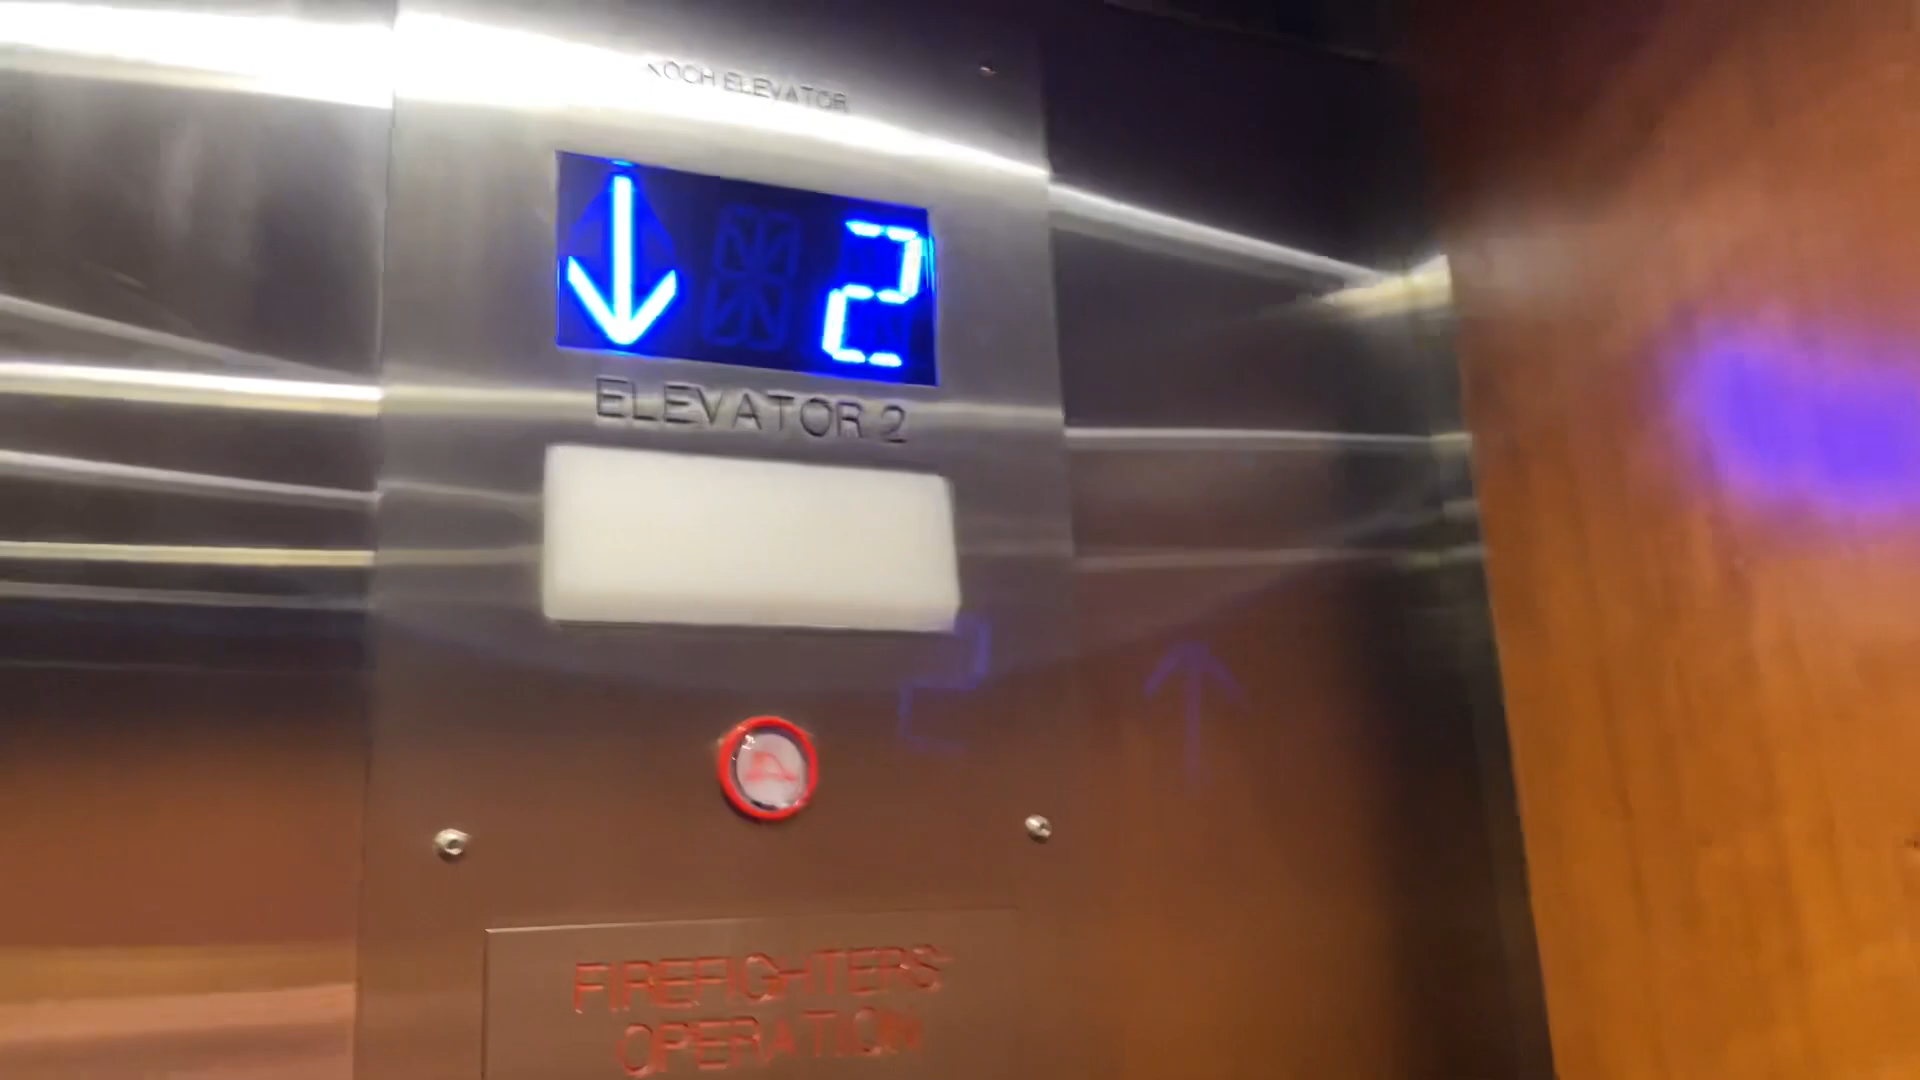 KOCH ELEVATOR
↓ 2
ELEVATOR 2
FIREFIGHTERS'
OPERATION